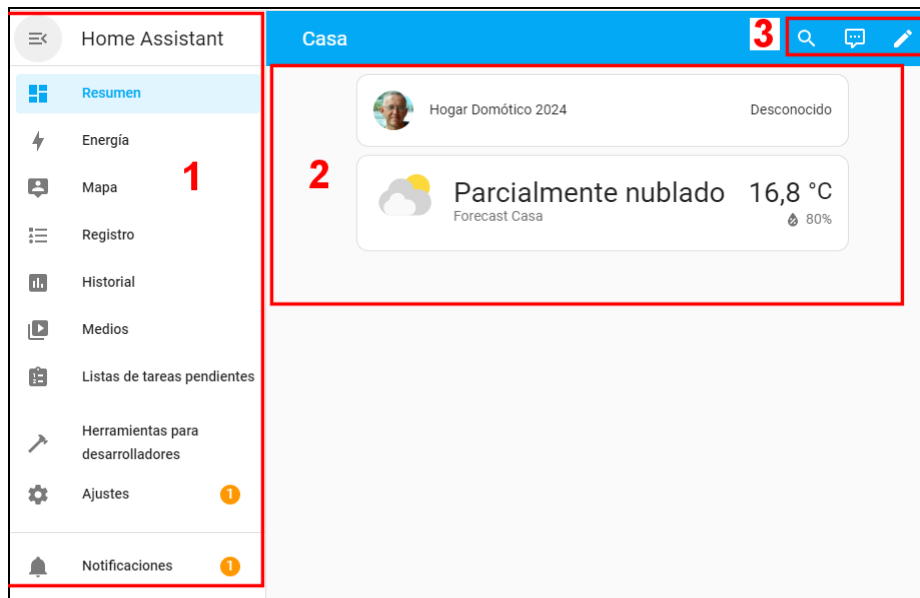 Home Assistant
Casa
3
Resumen
Energía
1
Mapa
Registro
Historial
Medios
Listas de tareas pendientes
Herramientas para
desarrolladores
Ajustes 1
Notificaciones 1
2
Hogar Domótico 2024 Desconocido
Parcialmente nublado 16,8 °C
Forecast Casa 80%